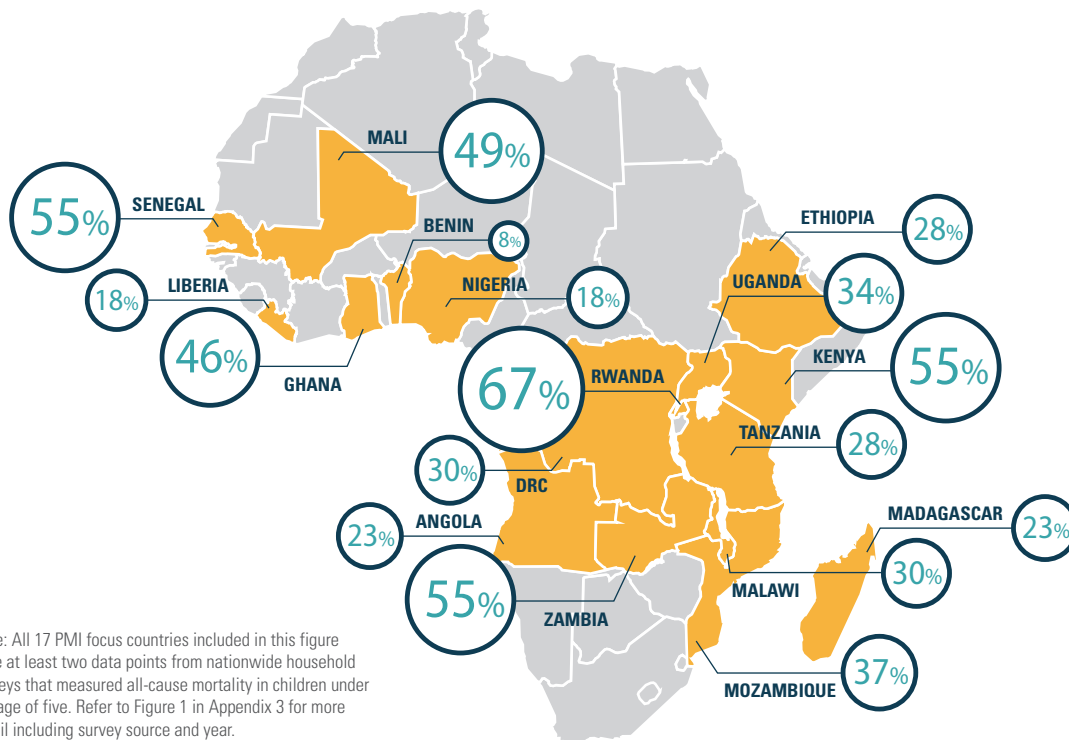 MALI
49%
55%
SENEGAL
BENIN
8%
ETHIOPIA
28%
LIBERIA
18%
NIGERIA
18%
UGANDA
34%
46%
GHANA
67%
RWANDA
KENYA
55%
TANZANIA
28%
30%
DRC
ANGOLA
23%
MADAGASCAR
23%
55%
ZAMBIA
MALAWI
30%
MOZAMBIQUE
37%
: All 17 PMI focus countries included in this figure
at least two data points from nationwide household
that measured all-cause mortality in children under
age of five. Refer to Figure 1 in Appendix 3 for more
including survey source and year.